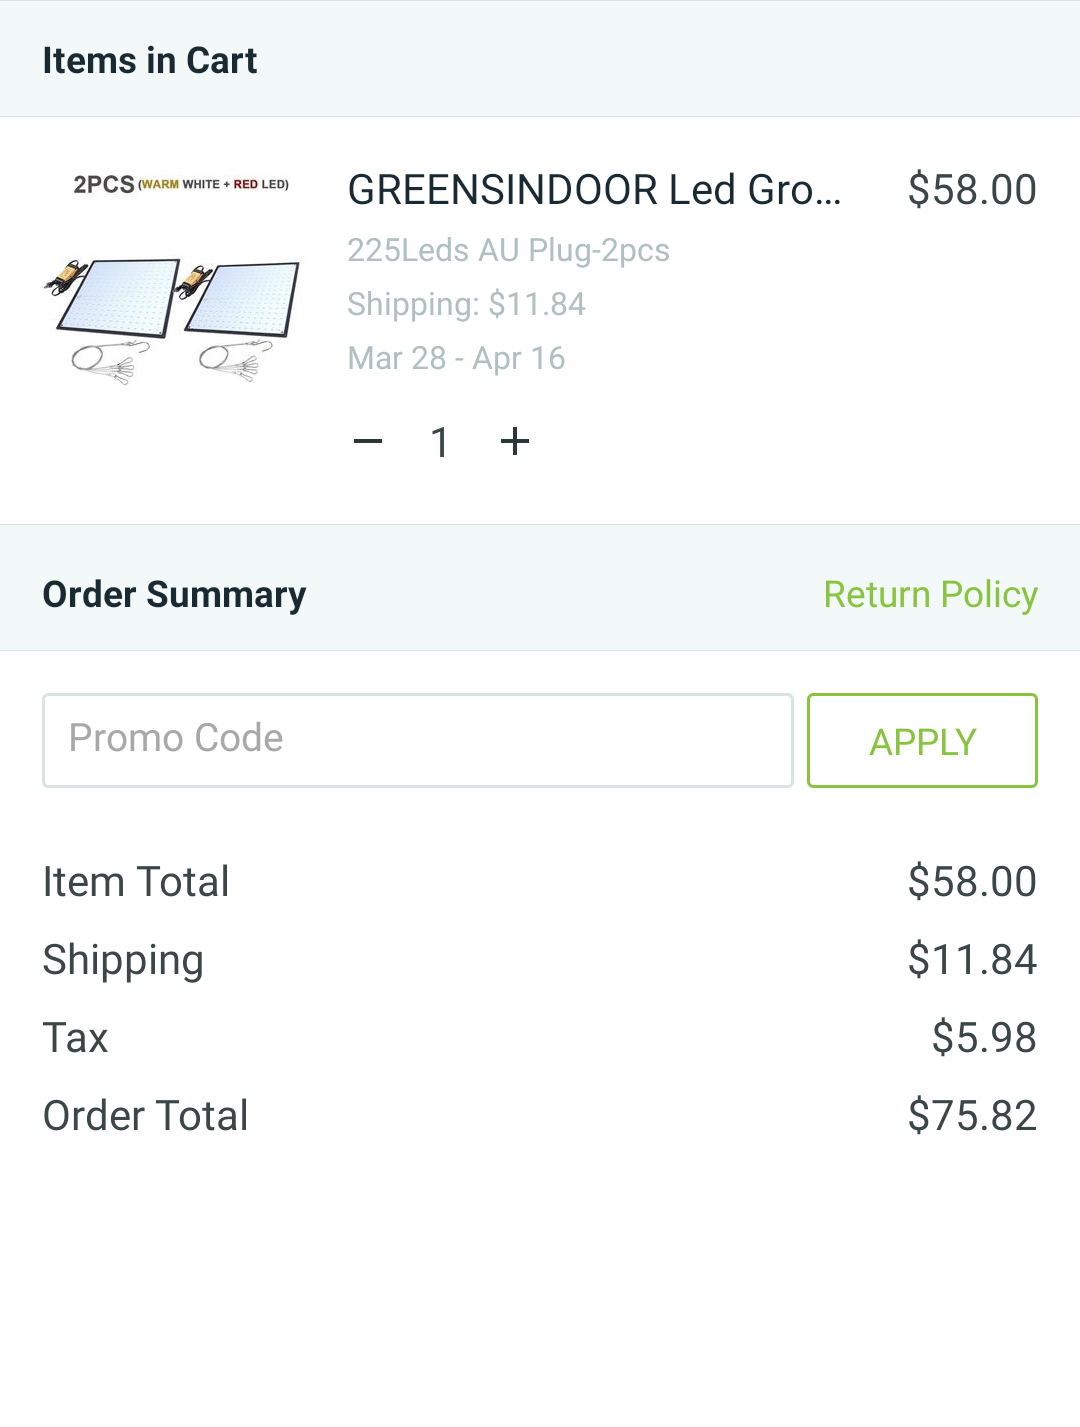 Items in Cart
2PCS (WARM WHITE + RED LED)
GREENSINDOOR Led Gro... $58.00
225Leds AU Plug-2pcs
Shipping: $11.84
Mar 28 - Apr 16
− 1 +
Order Summary Return Policy
Promo Code APPLY
Item Total $58.00
Shipping $11.84
Tax $5.98
Order Total $75.82